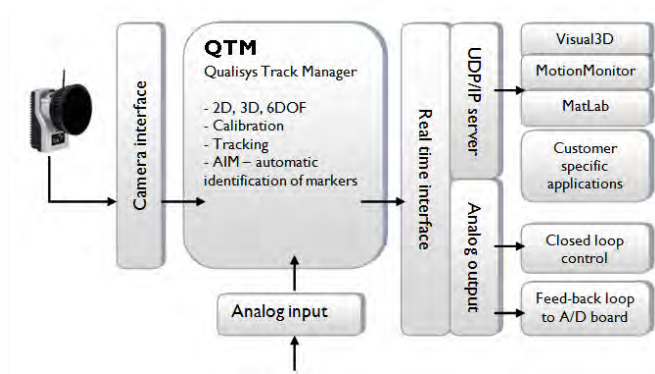 Camera interface
QTM
Qualisys Track Manager
- 2D, 3D, 6DOF
- Calibration
- Tracking
- AIM – automatic
identification of markers
Analog input
Real time interface
UDP/IP server
Analog output
Visual3D
MotionMonitor
MatLab
Customer
specific
applications
Closed loop
control
Feed-back loop
to A/D board